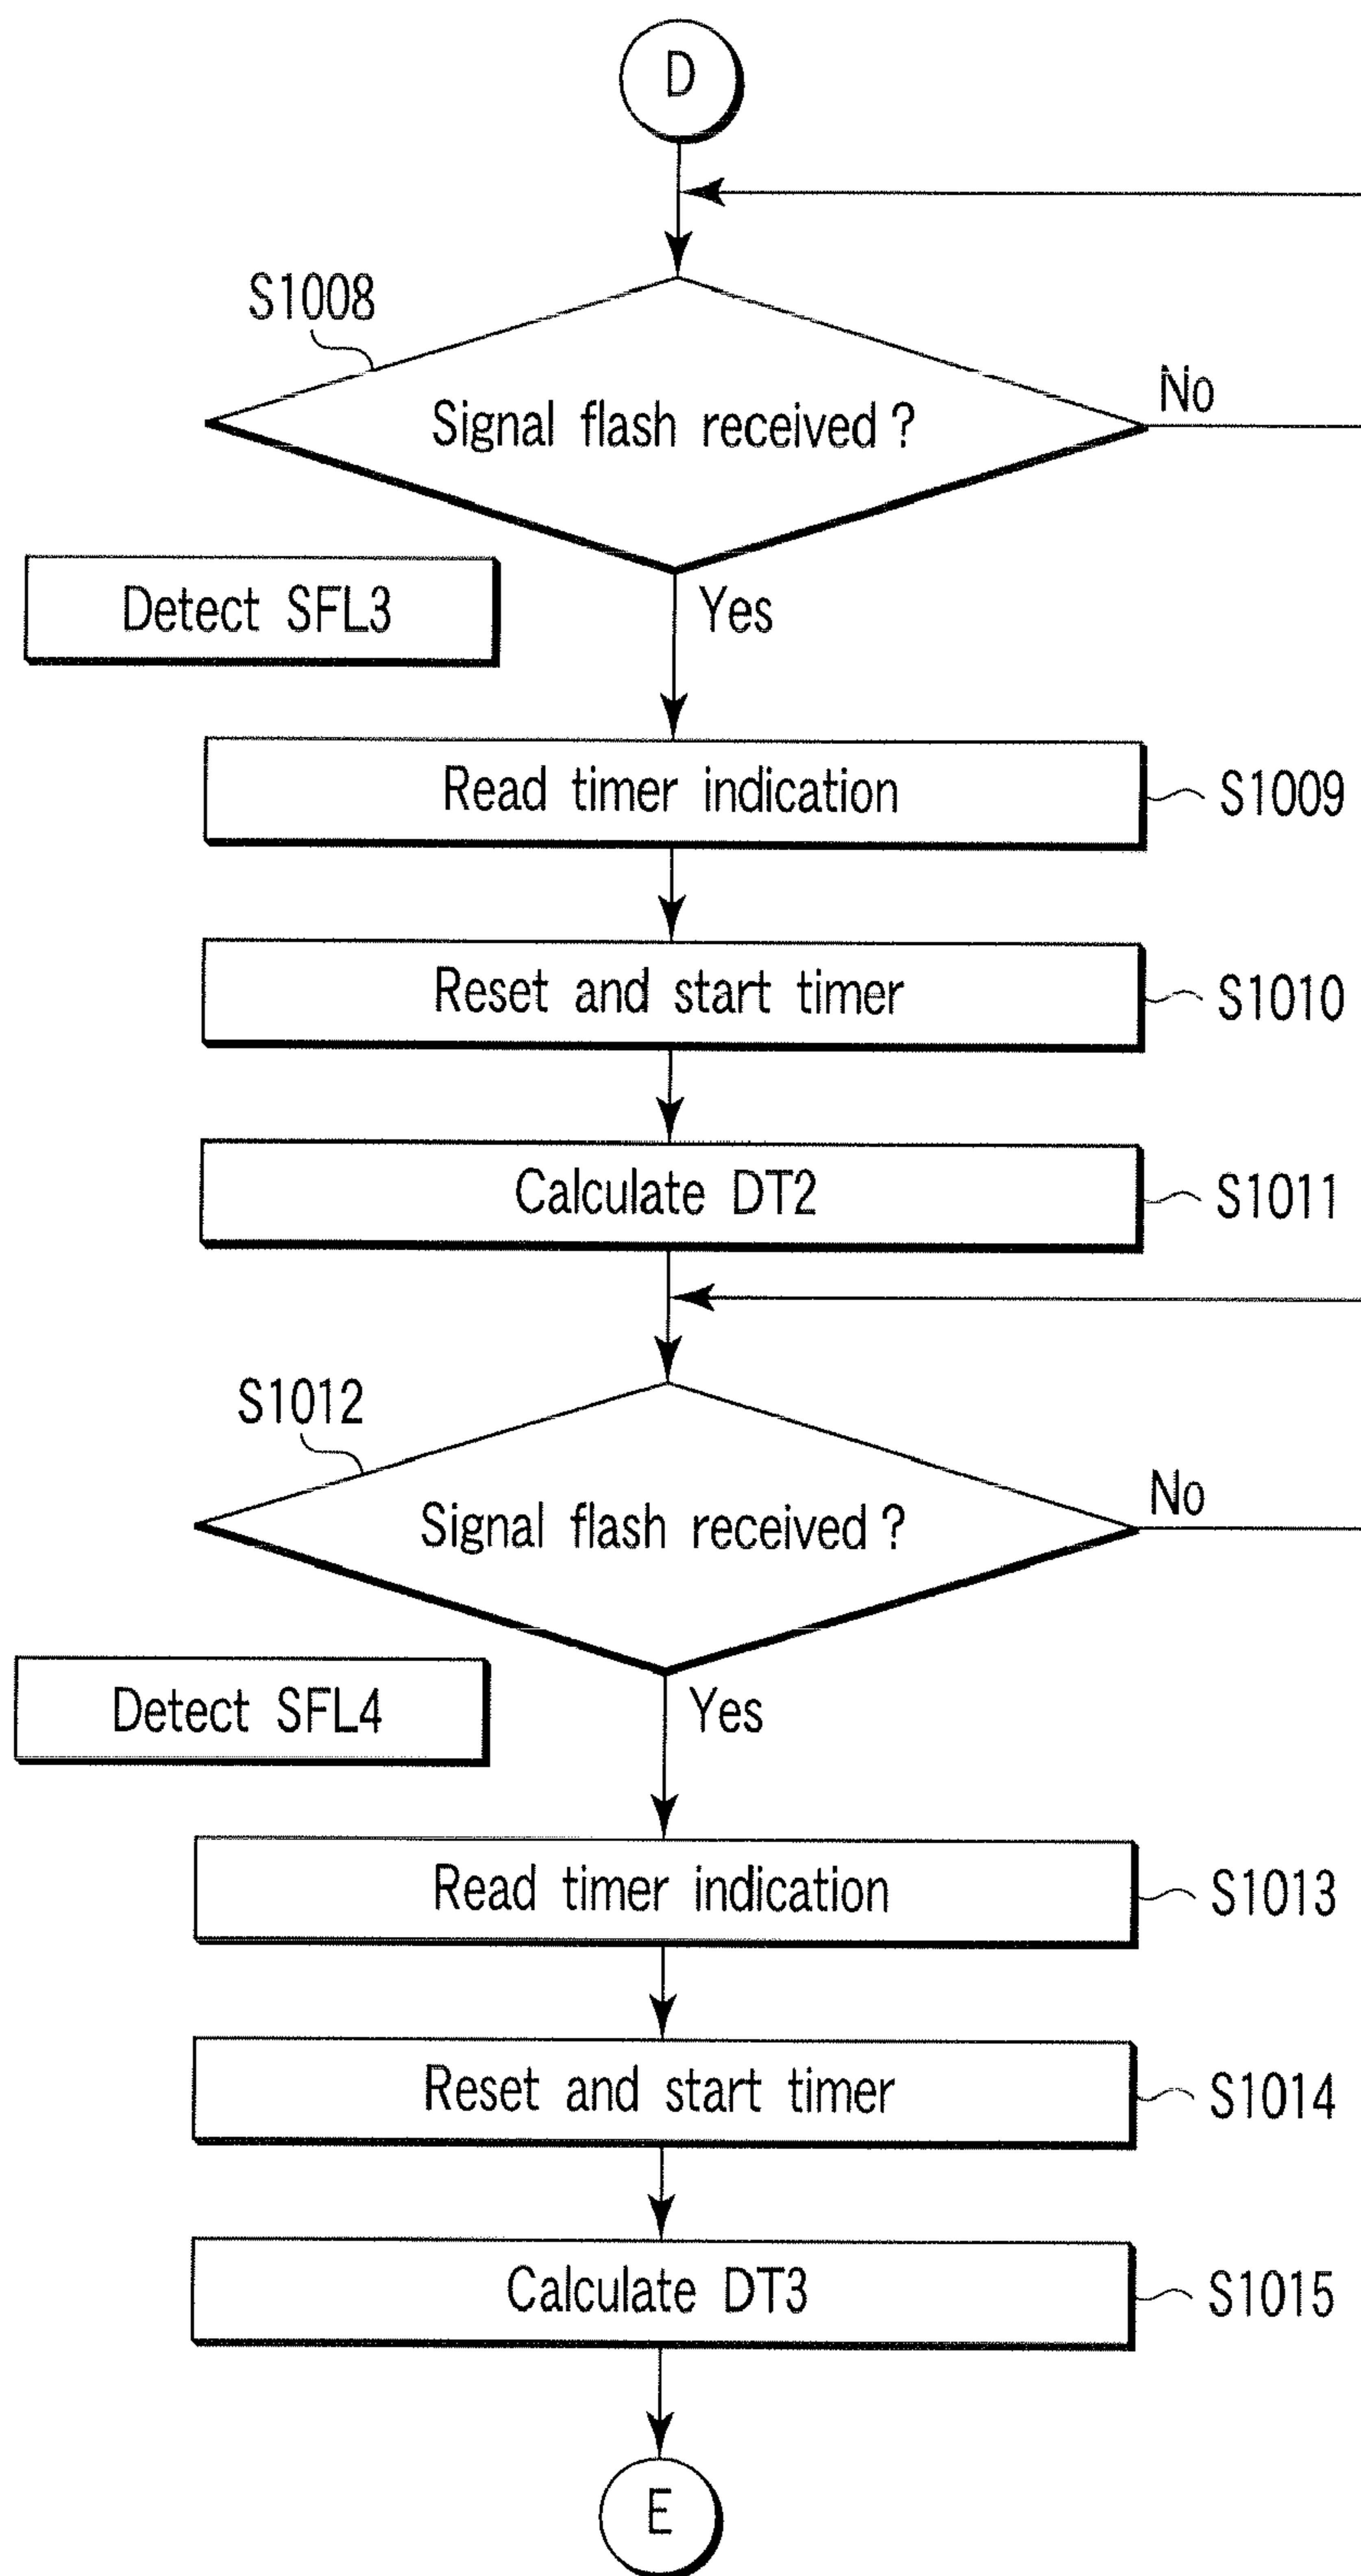 D
S1008
Signal flash received ?
No
Detect SFL3
Yes
Read timer indication
S1009
Reset and start timer
S1010
Calculate DT2
S1011
S1012
Signal flash received ?
No
Detect SFL4
Yes
Read timer indication
S1013
Reset and start timer
S1014
Calculate DT3
S1015
E